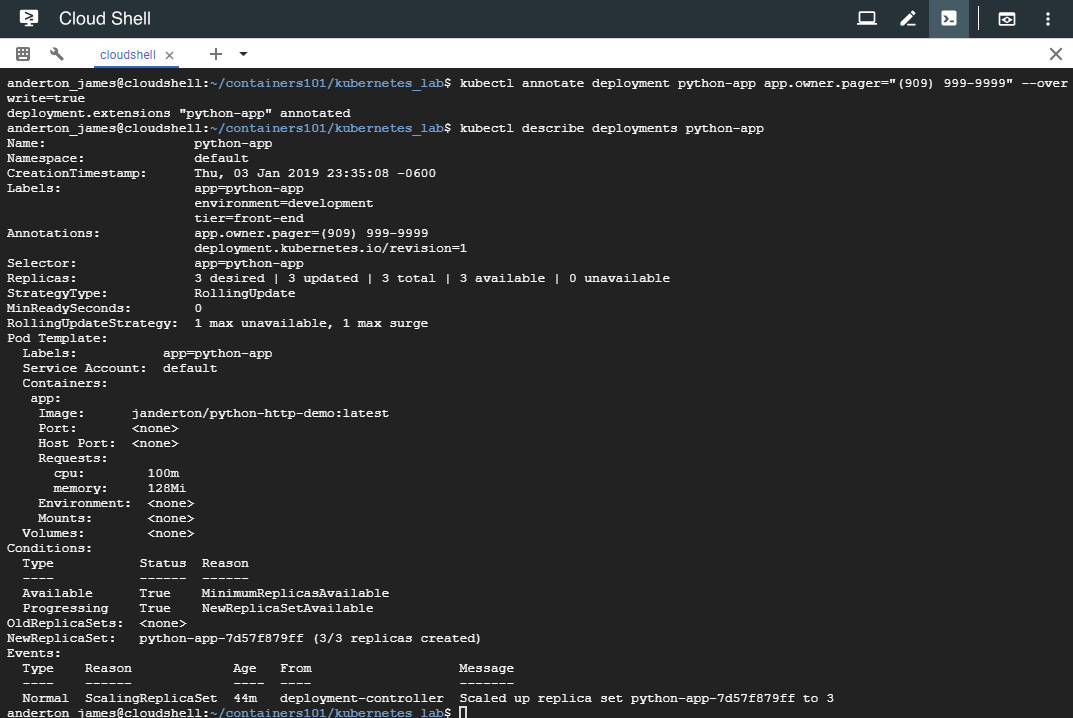 Cloud Shell
cloudshell
anderton_james@cloudshell:~/containers101/kubernetes_lab$ kubectl annotate deployment python-app app.owner.pager="(909) 999-9999" --over
write=true
deployment.extensions "python-app" annotated
anderton_james@cloudshell:~/containers101/kubernetes_lab$ kubectl describe deployments python-app
Name:                   python-app
Namespace:              default
CreationTimestamp:      Thu, 03 Jan 2019 23:35:08 -0600
Labels:                 app=python-app
                        environment=development
                        tier=front-end
Annotations:            app.owner.pager=(909) 999-9999
                        deployment.kubernetes.io/revision=1
Selector:               app=python-app
Replicas:               3 desired | 3 updated | 3 total | 3 available | 0 unavailable
StrategyType:           RollingUpdate
MinReadySeconds:        0
RollingUpdateStrategy:  1 max unavailable, 1 max surge
Pod Template:
  Labels:           app=python-app
  Service Account:  default
  Containers:
   app:
    Image:      janderton/python-http-demo:latest
    Port:       <none>
    Host Port:  <none>
    Requests:
      cpu:        100m
      memory:     128Mi
    Environment:  <none>
    Mounts:       <none>
  Volumes:        <none>
Conditions:
  Type           Status  Reason
  ----           ------  ------
  Available      True    MinimumReplicasAvailable
  Progressing    True    NewReplicaSetAvailable
OldReplicaSets:  <none>
NewReplicaSet:   python-app-7d57f879ff (3/3 replicas created)
Events:
  Type    Reason             Age   From                   Message
  ----    ------             ----  ----                   -------
  Normal  ScalingReplicaSet  44m   deployment-controller  Scaled up replica set python-app-7d57f879ff to 3
anderton_james@cloudshell:~/containers101/kubernetes_lab$